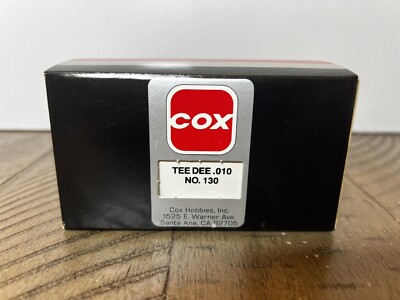 COX
TEE DEE .010
NO. 130
Cox Hobbies, Inc.
1525 E. Warner Ave.
Santa Ana, CA 92705